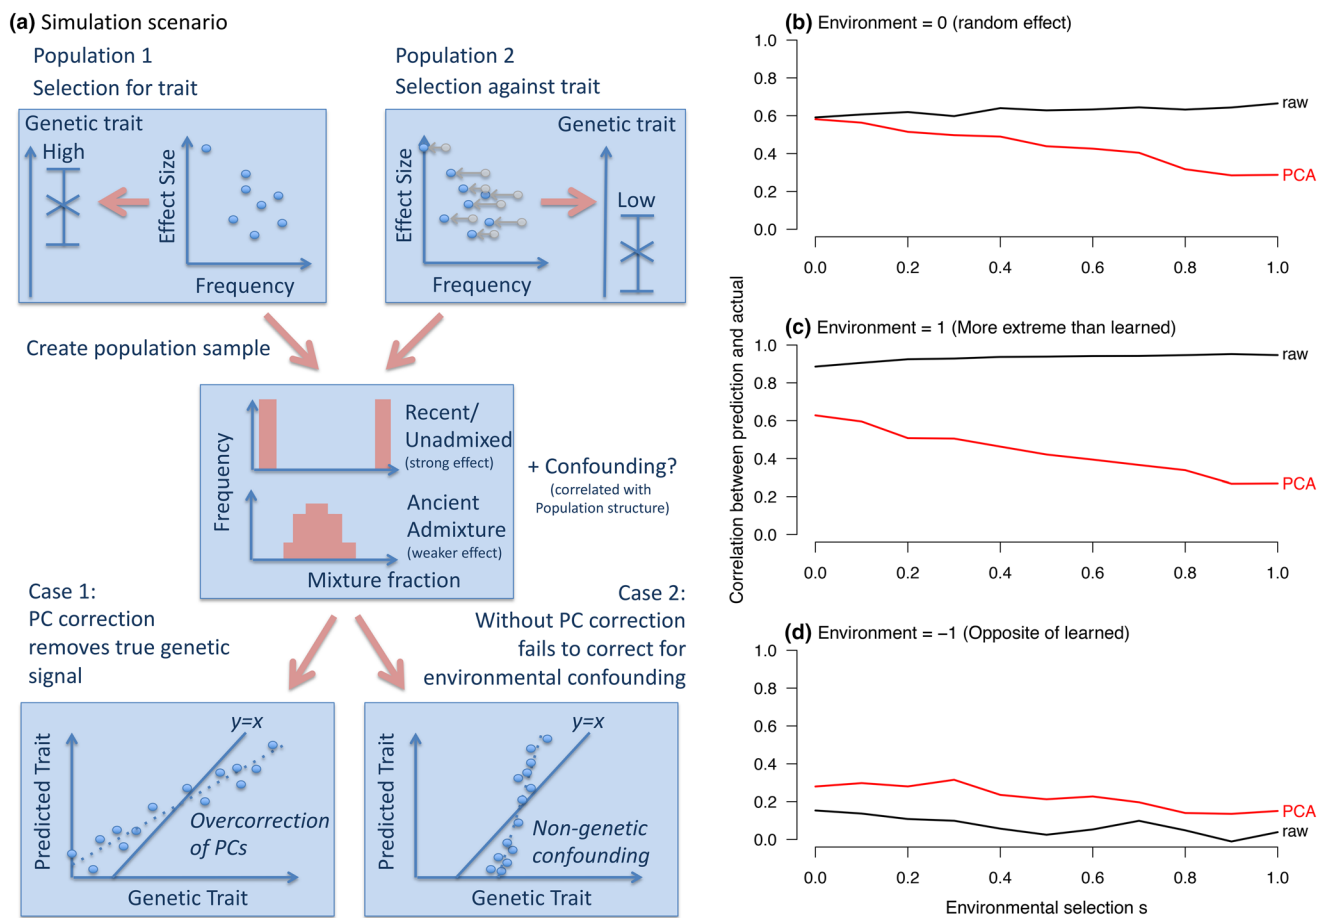 (a) Simulation scenario
Population 1
Selection for trait
Genetic trait
High
Effect Size
Frequency
Population 2
Selection against trait
Genetic trait
Low
Effect Size
Frequency
Create population sample
Frequency
Recent/
Unadmixed
(strong effect)
Ancient
Admixture
(weaker effect)
Mixture fraction
+ Confounding?
(correlated with
Population structure)
Case 1:
PC correction
removes true genetic
signal
Case 2:
Without PC correction
fails to correct for
environmental confounding
Predicted Trait
y=x
Overcorrection
of PCs
Genetic Trait
Predicted Trait
y=x
Non-genetic
confounding
Genetic Trait
Correlation between prediction and actual
(b) Environment = 0 (random effect)
1.0
0.8
0.6
0.4
0.2
0.0
raw
PCA
0.0 0.2 0.4 0.6 0.8 1.0
(c) Environment = 1 (More extreme than learned)
1.0
0.8
0.6
0.4
0.2
0.0
raw
PCA
0.0 0.2 0.4 0.6 0.8 1.0
(d) Environment = −1 (Opposite of learned)
1.0
0.8
0.6
0.4
0.2
0.0
PCA
raw
0.0 0.2 0.4 0.6 0.8 1.0
Environmental selection s